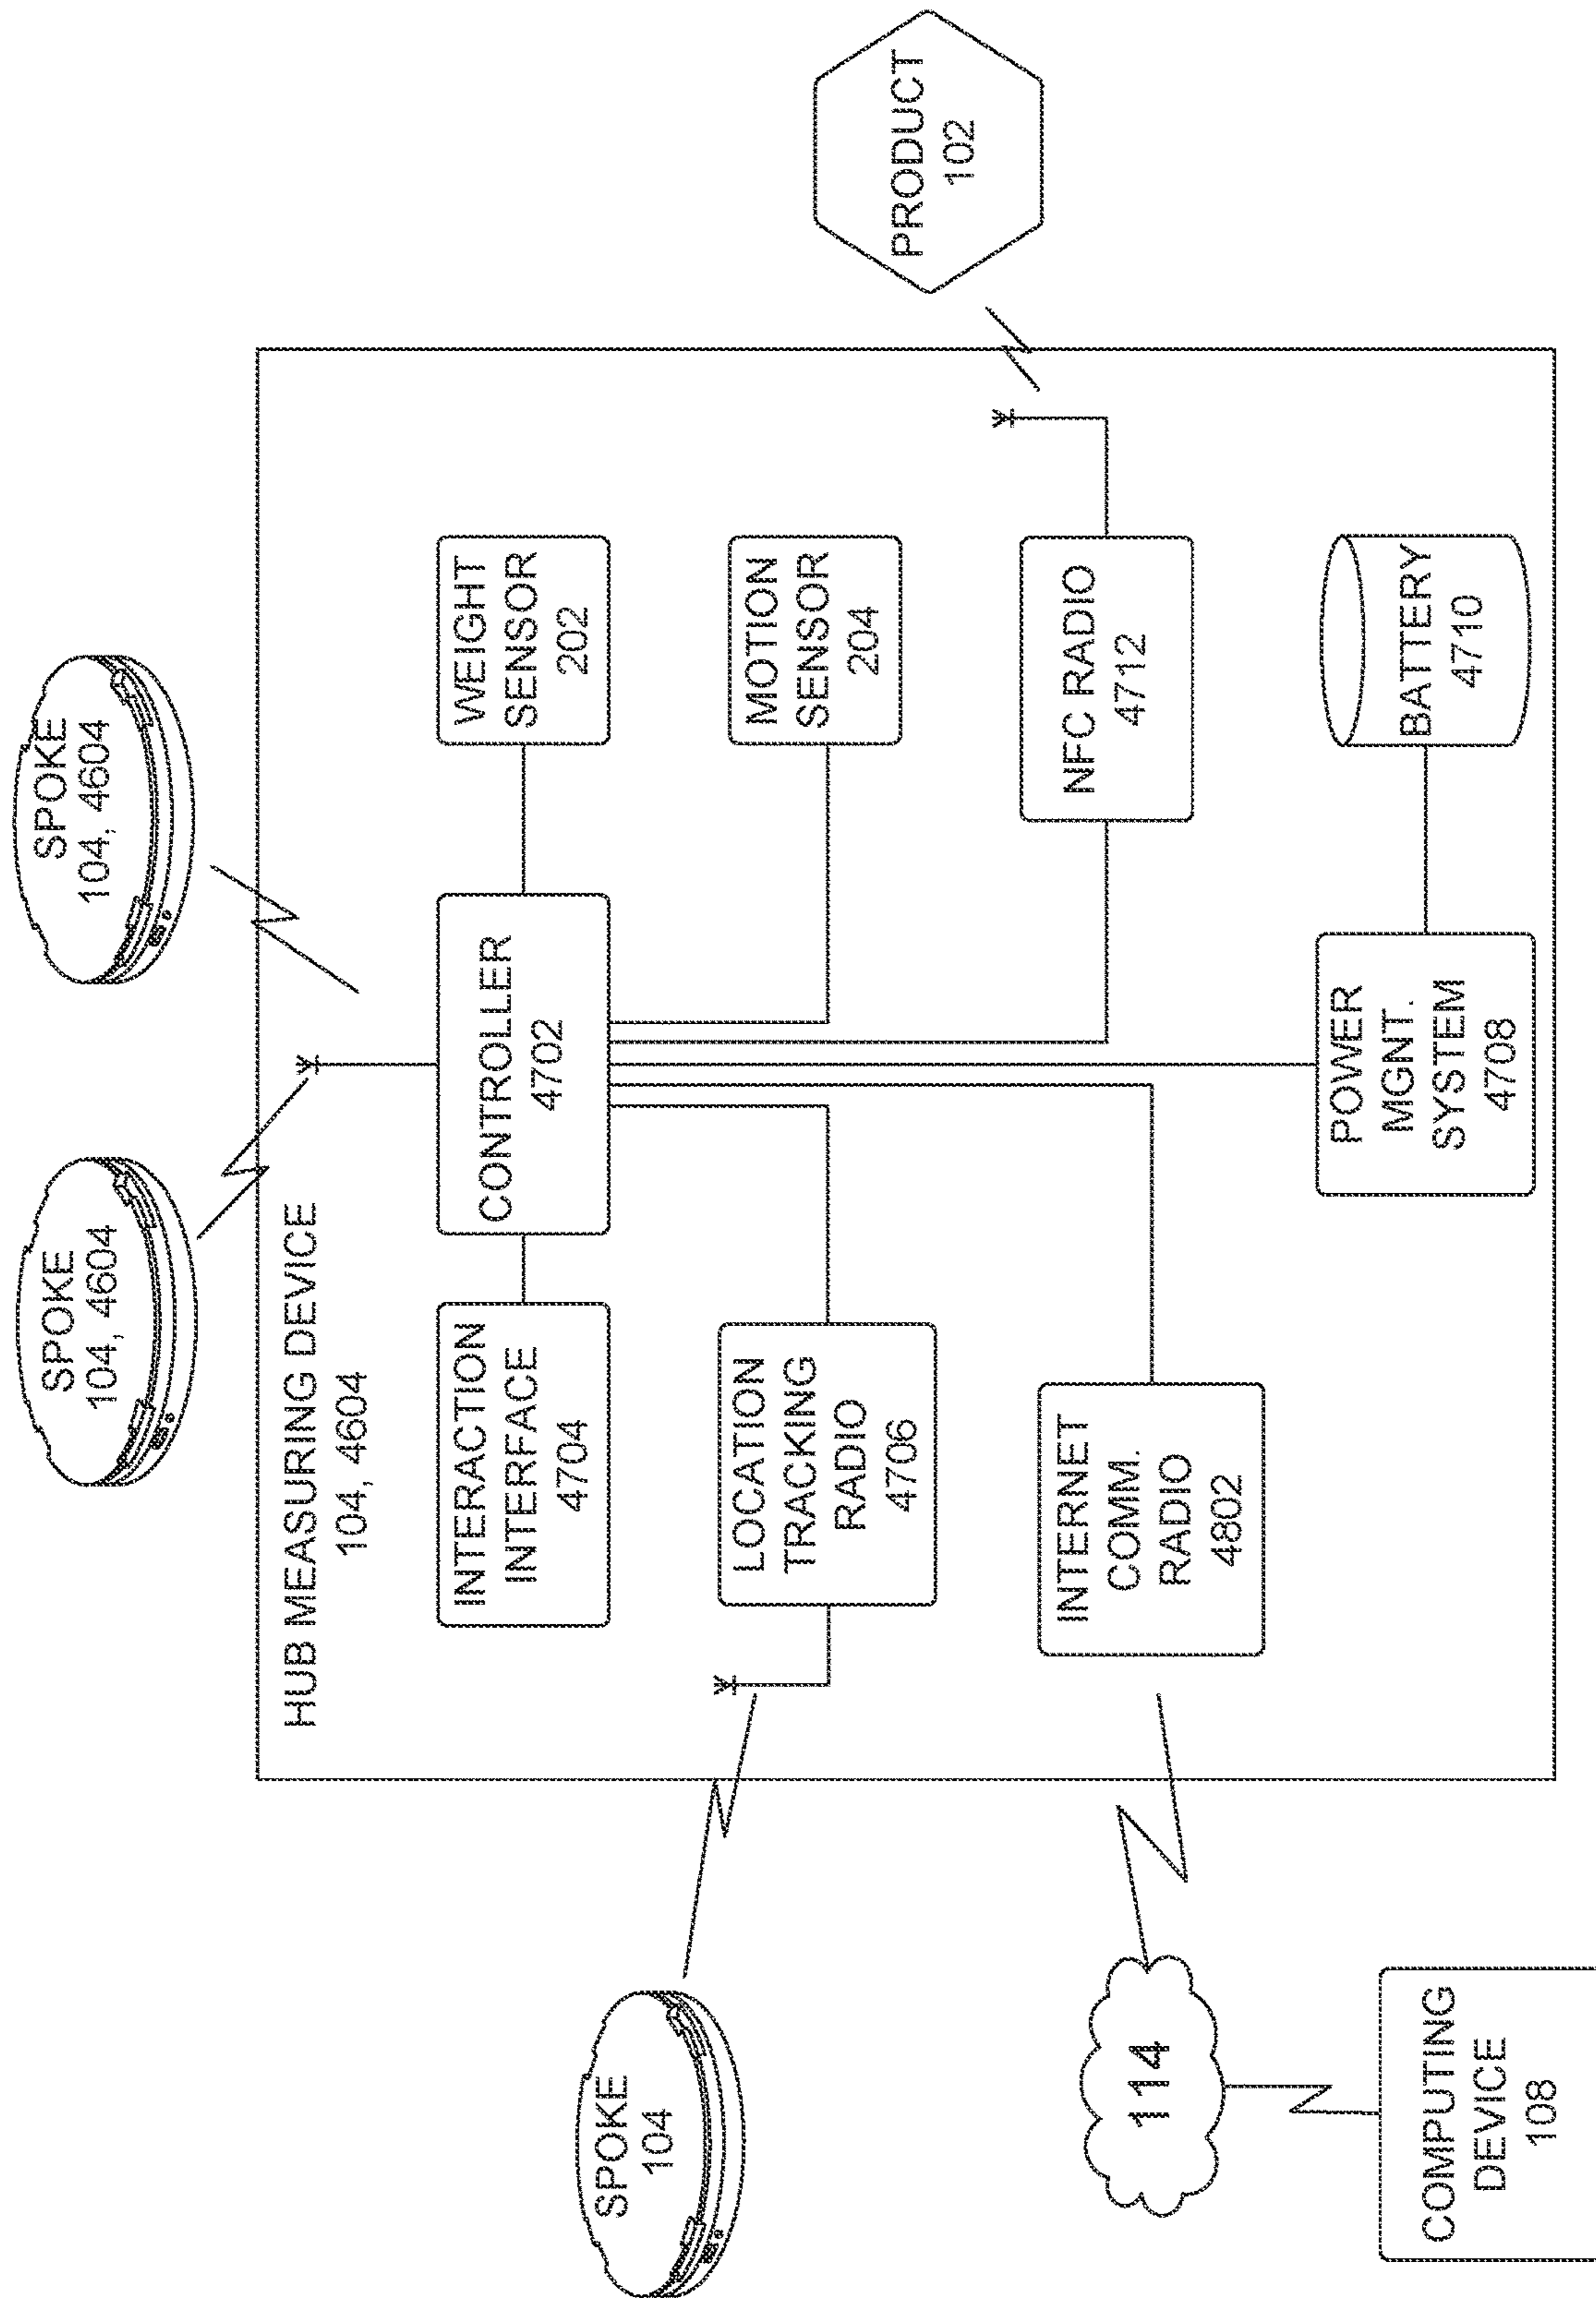 SPOKE
104, 4604
SPOKE
104, 4604
HUB MEASURING DEVICE
104, 4604
INTERACTION
INTERFACE
4704
CONTROLLER
4702
WEIGHT
SENSOR
202
SPOKE
104
LOCATION
TRACKING
RADIO
4706
MOTION
SENSOR
204
PRODUCT
102
INTERNET
COMM.
RADIO
4802
NFC RADIO
4712
114
POWER
MGNT.
SYSTEM
4708
BATTERY
4710
COMPUTING
DEVICE
108